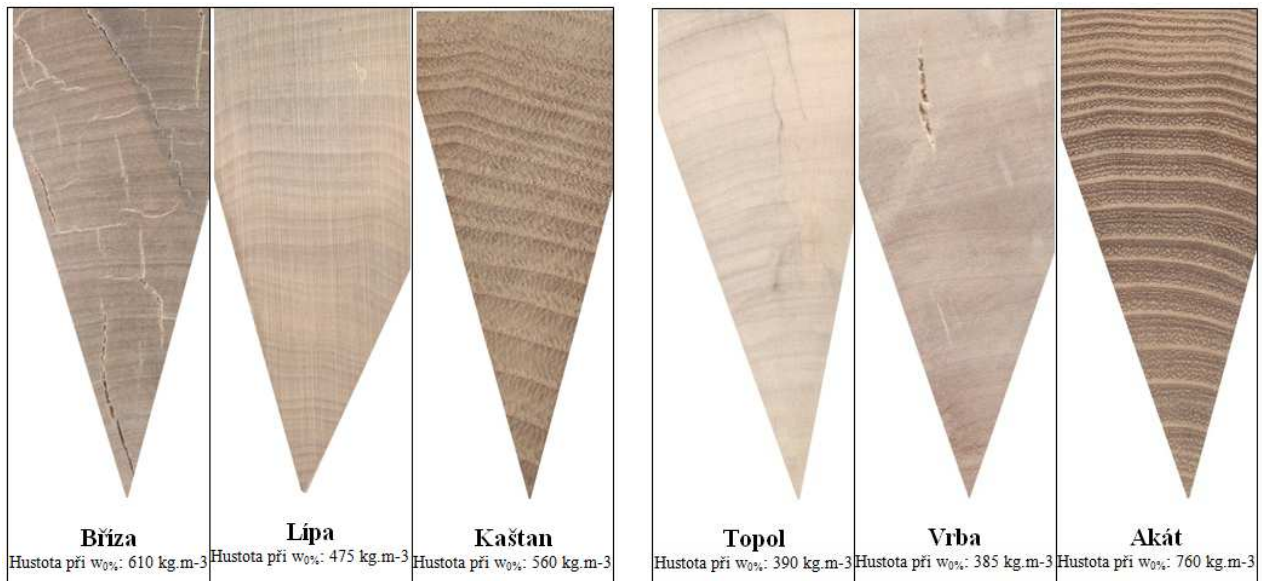 Bříza
Hustota při w0%: 610 kg.m-3
Lípa
Hustota při w0%: 475 kg.m-3
Kaštan
Hustota při w0%: 560 kg.m-3
Topol
Hustota při w0%: 390 kg.m-3
Vrba
Hustota při w0%: 385 kg.m-3
Akát
Hustota při w0%: 760 kg.m-3